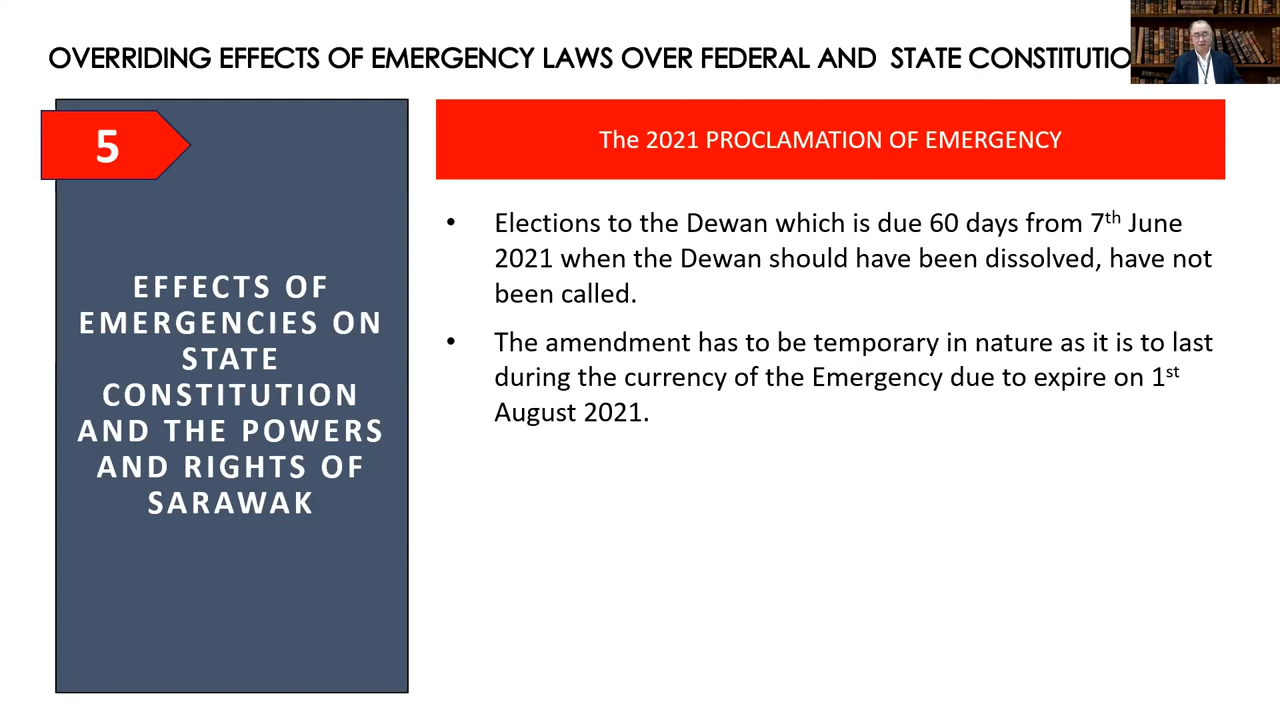 OVERRIDING EFFECTS OF EMERGENCY LAWS OVER FEDERAL AND STATE CONSTITUTIO
5
EFFECTS OF
EMERGENCIES ON
STATE
CONSTITUTION
AND THE POWERS
AND RIGHTS OF
SARAWAK
The 2021 PROCLAMATION OF EMERGENCY
• Elections to the Dewan which is due 60 days from 7th June
2021 when the Dewan should have been dissolved, have not
been called.
• The amendment has to be temporary in nature as it is to last
during the currency of the Emergency due to expire on 1st
August 2021.